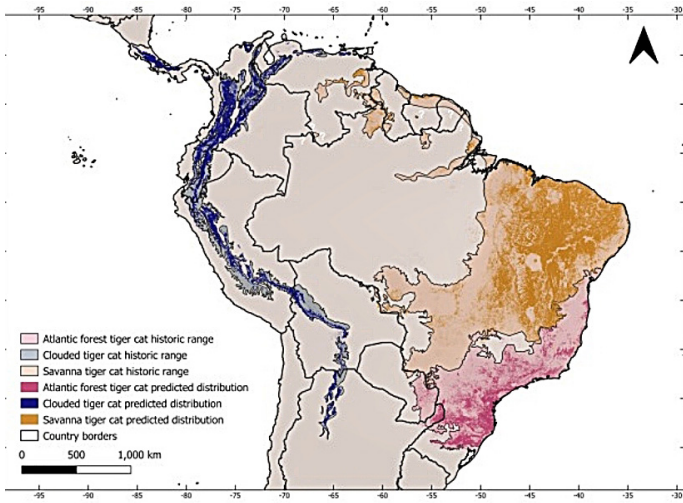 -95 -90 -85 -80 -75 -70 -65 -60 -55 -50 -45 -40 -35 -30
Atlantic forest tiger cat historic range
Clouded tiger cat historic range
Savanna tiger cat historic range
Atlantic forest tiger cat predicted distribution
Clouded tiger cat predicted distribution
Savanna tiger cat predicted distribution
Country borders
0 500 1,000 km
-95 -90 -85 -80 -75 -70 -65 -60 -55 -50 -45 -40 -35 -30